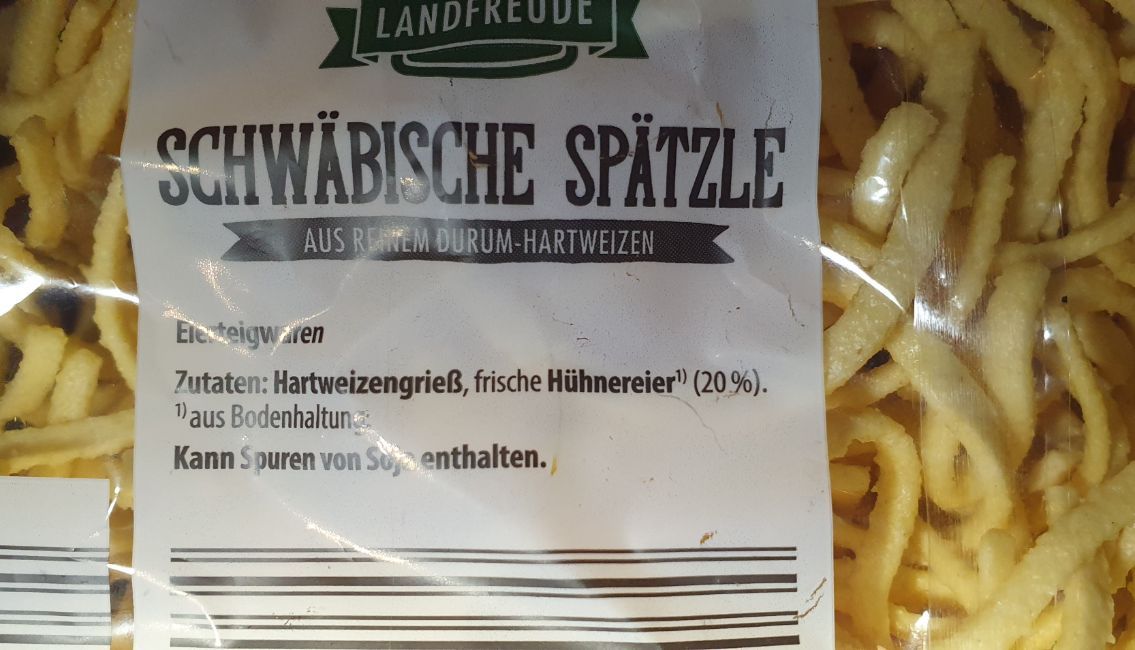 LANDFREUDE
SCHWÄBISCHE SPÄTZLE
AUS REINEM DURUM-HARTWEIZEN
Eierteigwaren
Zutaten: Hartweizengrieß, frische Hühnereier¹⁾ (20 %).
¹⁾ aus Bodenhaltung.
Kann Spuren von Soja enthalten.